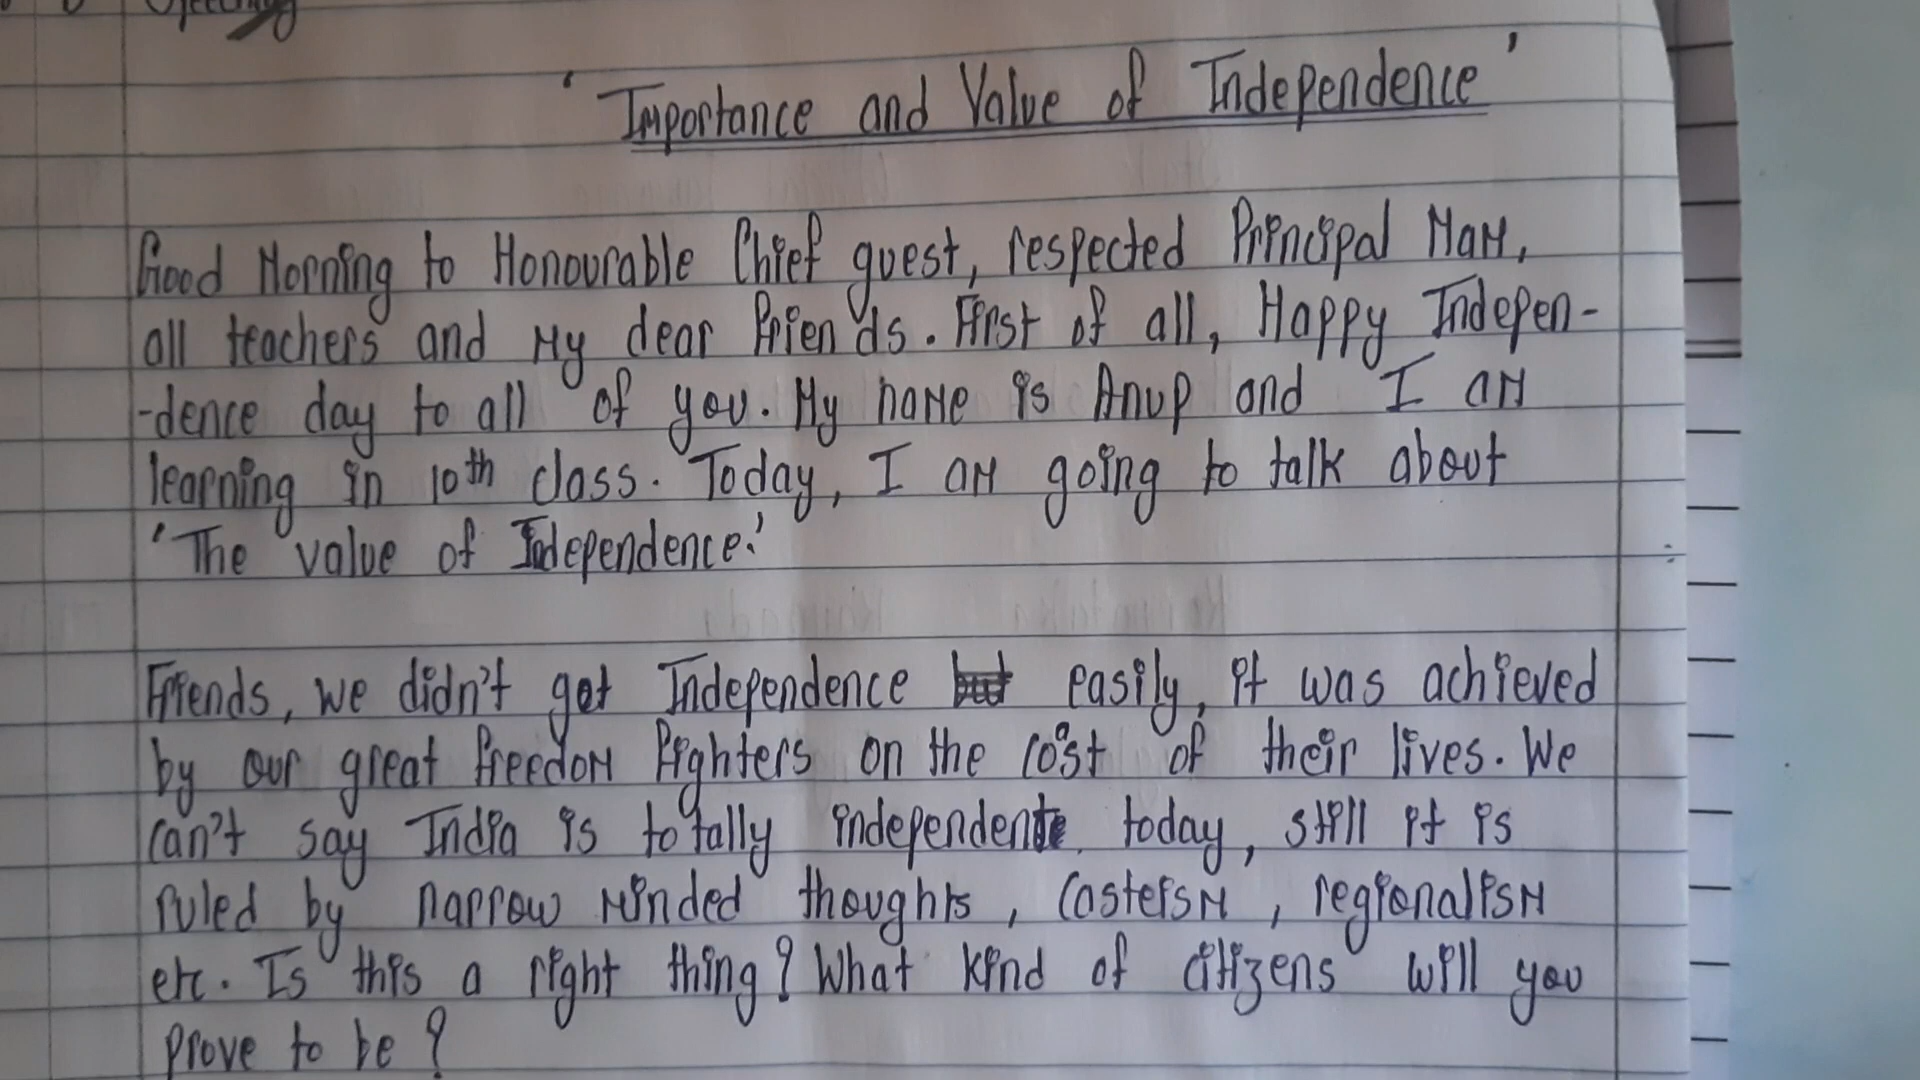 'Importance and Value of Independence'
Good Morning to Honourable Chief guest, respected Principal Mam,
all teachers and my dear friends. First of all, Happy Indepen-
-dence day to all of you. My name is Anup and I am
learning in 10th class. Today, I am going to talk about
'The value of Independence.'
Friends, we didn't get Independence easily, it was achieved
by our great freedom fighters on the cost of their lives. We
can't say India is totally independent today, still it is
ruled by narrow minded thoughts, casteism, regionalism
etc. Is this a right thing? What kind of citizens will you
prove to be?